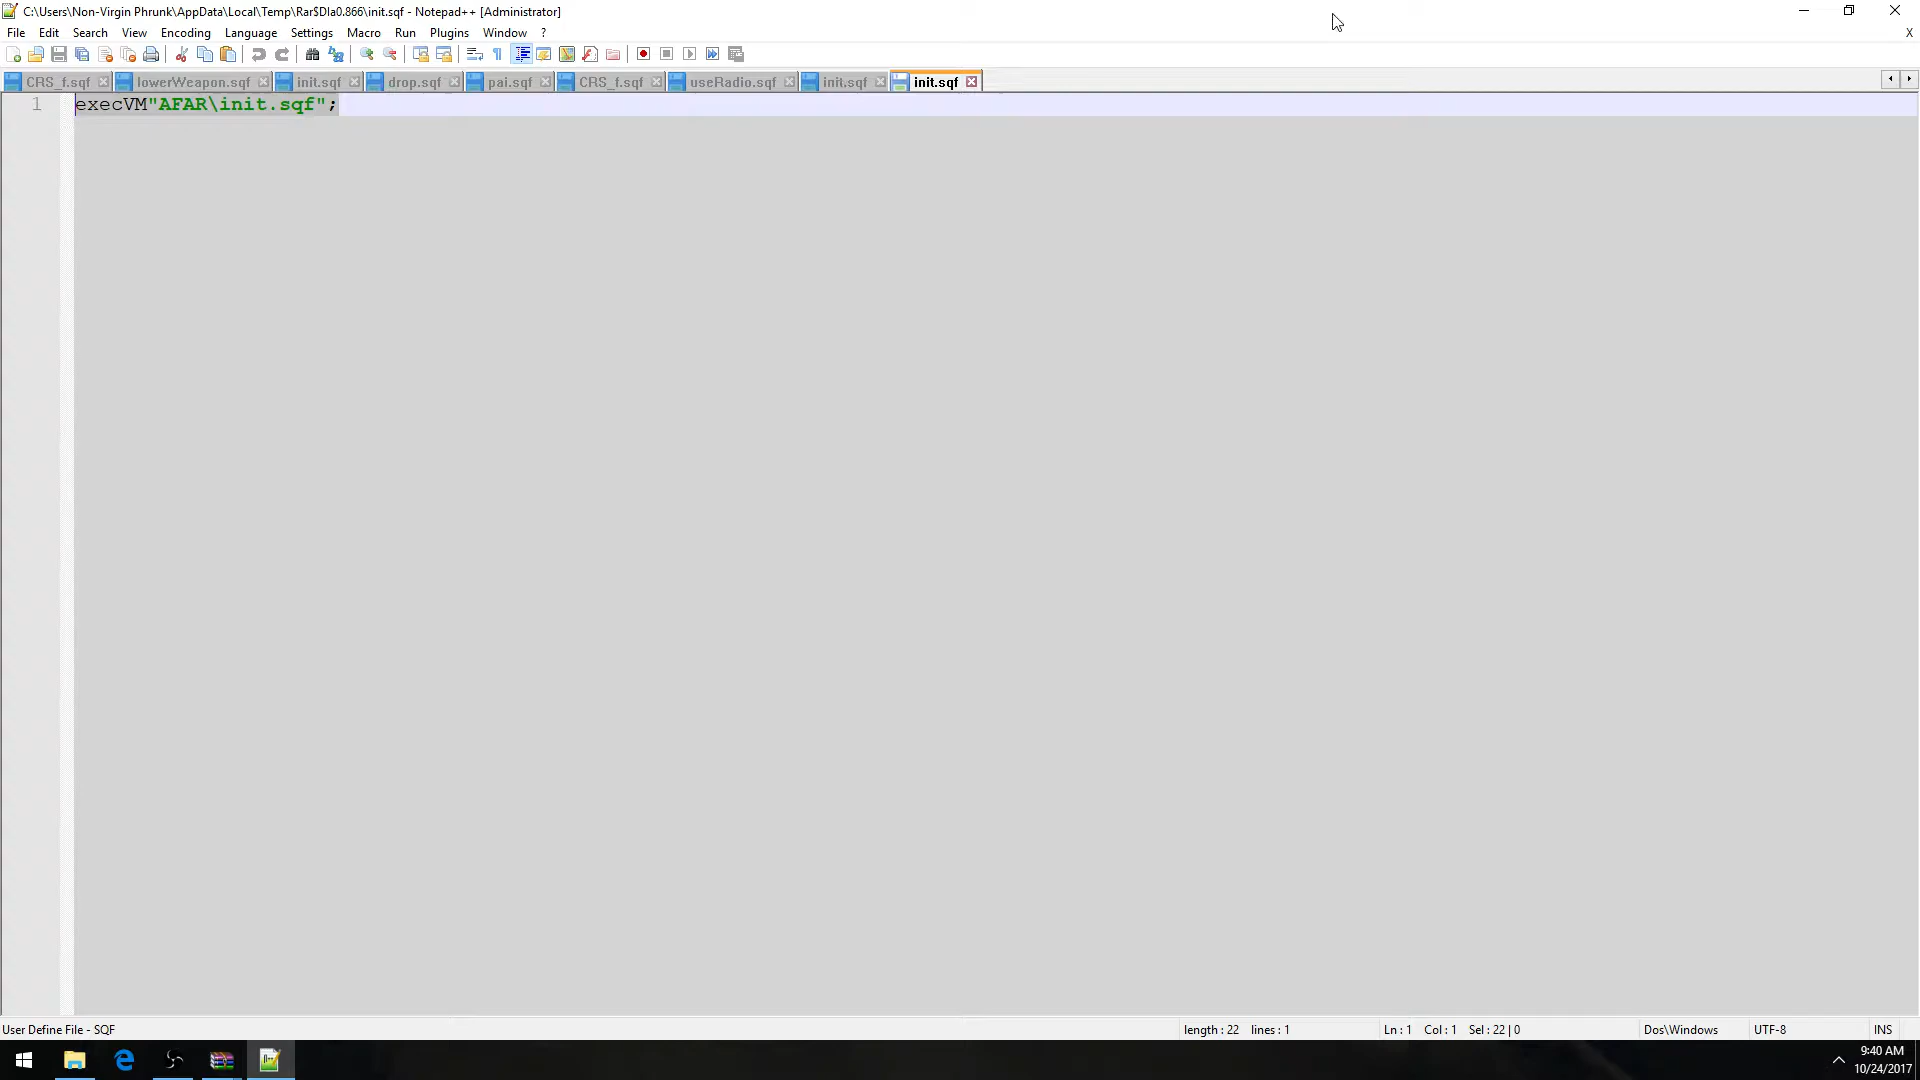 C:\Users\Non-Virgin Phrunk\AppData\Local\Temp\Rar$DIa0.866\init.sqf - Notepad++ [Administrator]
File Edit Search View Encoding Language Settings Macro Run Plugins Window ? X
CRS_f.sqf lowerWeapon.sqf init.sqf drop.sqf pai.sqf CRS_f.sqf useRadio.sqf init.sqf init.sqf
1 execVM"AFAR\init.sqf";
User Define File - SQF length : 22 lines : 1 Ln : 1 Col : 1 Sel : 22 | 0 Dos\Windows UTF-8 INS
9:40 AM
10/24/2017